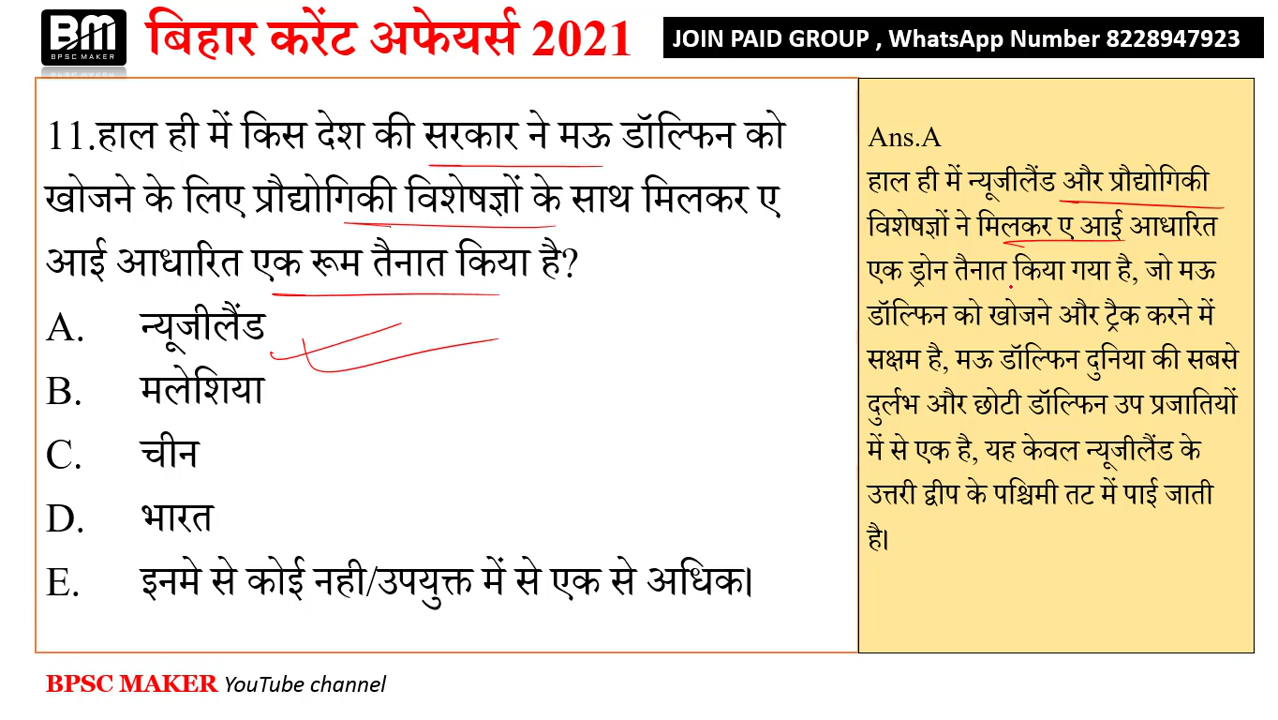 BM
BPSC MAKER
बिहार करेंट अफेयर्स 2021
JOIN PAID GROUP , WhatsApp Number 8228947923
11.हाल ही में किस देश की सरकार ने मऊ डॉल्फिन को
खोजने के लिए प्रौद्योगिकी विशेषज्ञों के साथ मिलकर ए
आई आधारित एक रूम तैनात किया है?
A. न्यूजीलैंड
B. मलेशिया
C. चीन
D. भारत
E. इनमे से कोई नही/उपयुक्त में से एक से अधिक।
Ans.A
हाल ही में न्यूजीलैंड और प्रौद्योगिकी
विशेषज्ञों ने मिलकर ए आई आधारित
एक ड्रोन तैनात किया गया है, जो मऊ
डॉल्फिन को खोजने और ट्रैक करने में
सक्षम है, मऊ डॉल्फिन दुनिया की सबसे
दुर्लभ और छोटी डॉल्फिन उप प्रजातियों
में से एक है, यह केवल न्यूजीलैंड के
उत्तरी द्वीप के पश्चिमी तट में पाई जाती
है।
BPSC MAKER YouTube channel